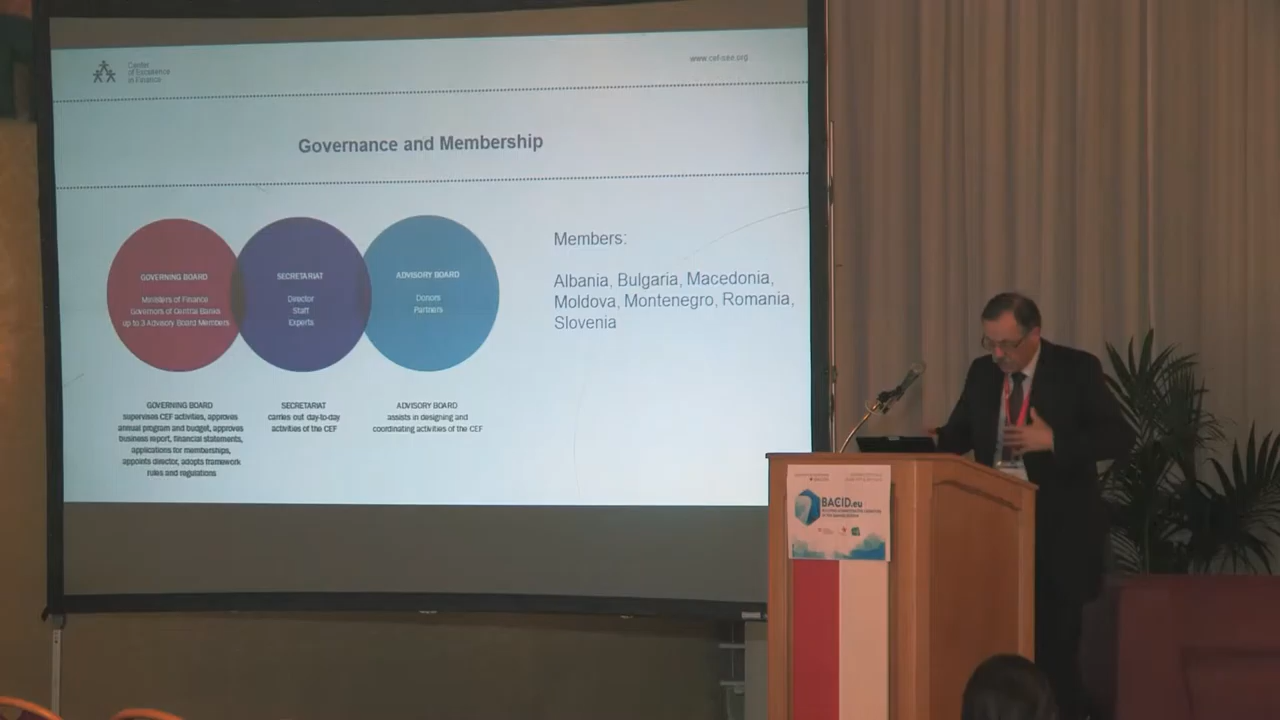 Center
of Excellence
in Finance
www.cef-see.org
Governance and Membership
GOVERNING BOARD
Ministers of Finance
Governors of Central Banks
up to 3 Advisory Board Members
SECRETARIAT
Director
Staff
Experts
ADVISORY BOARD
Donors
Partners
Members:
Albania, Bulgaria, Macedonia,
Moldova, Montenegro, Romania,
Slovenia
GOVERNING BOARD
supervises CEF activities, approves
annual program and budget, approves
business report, financial statements,
applications for memberships,
appoints director, adopts framework
rules and regulations
SECRETARIAT
carries out day-to-day
activities of the CEF
ADVISORY BOARD
assists in designing and
coordinating activities of the CEF
BACID.eu